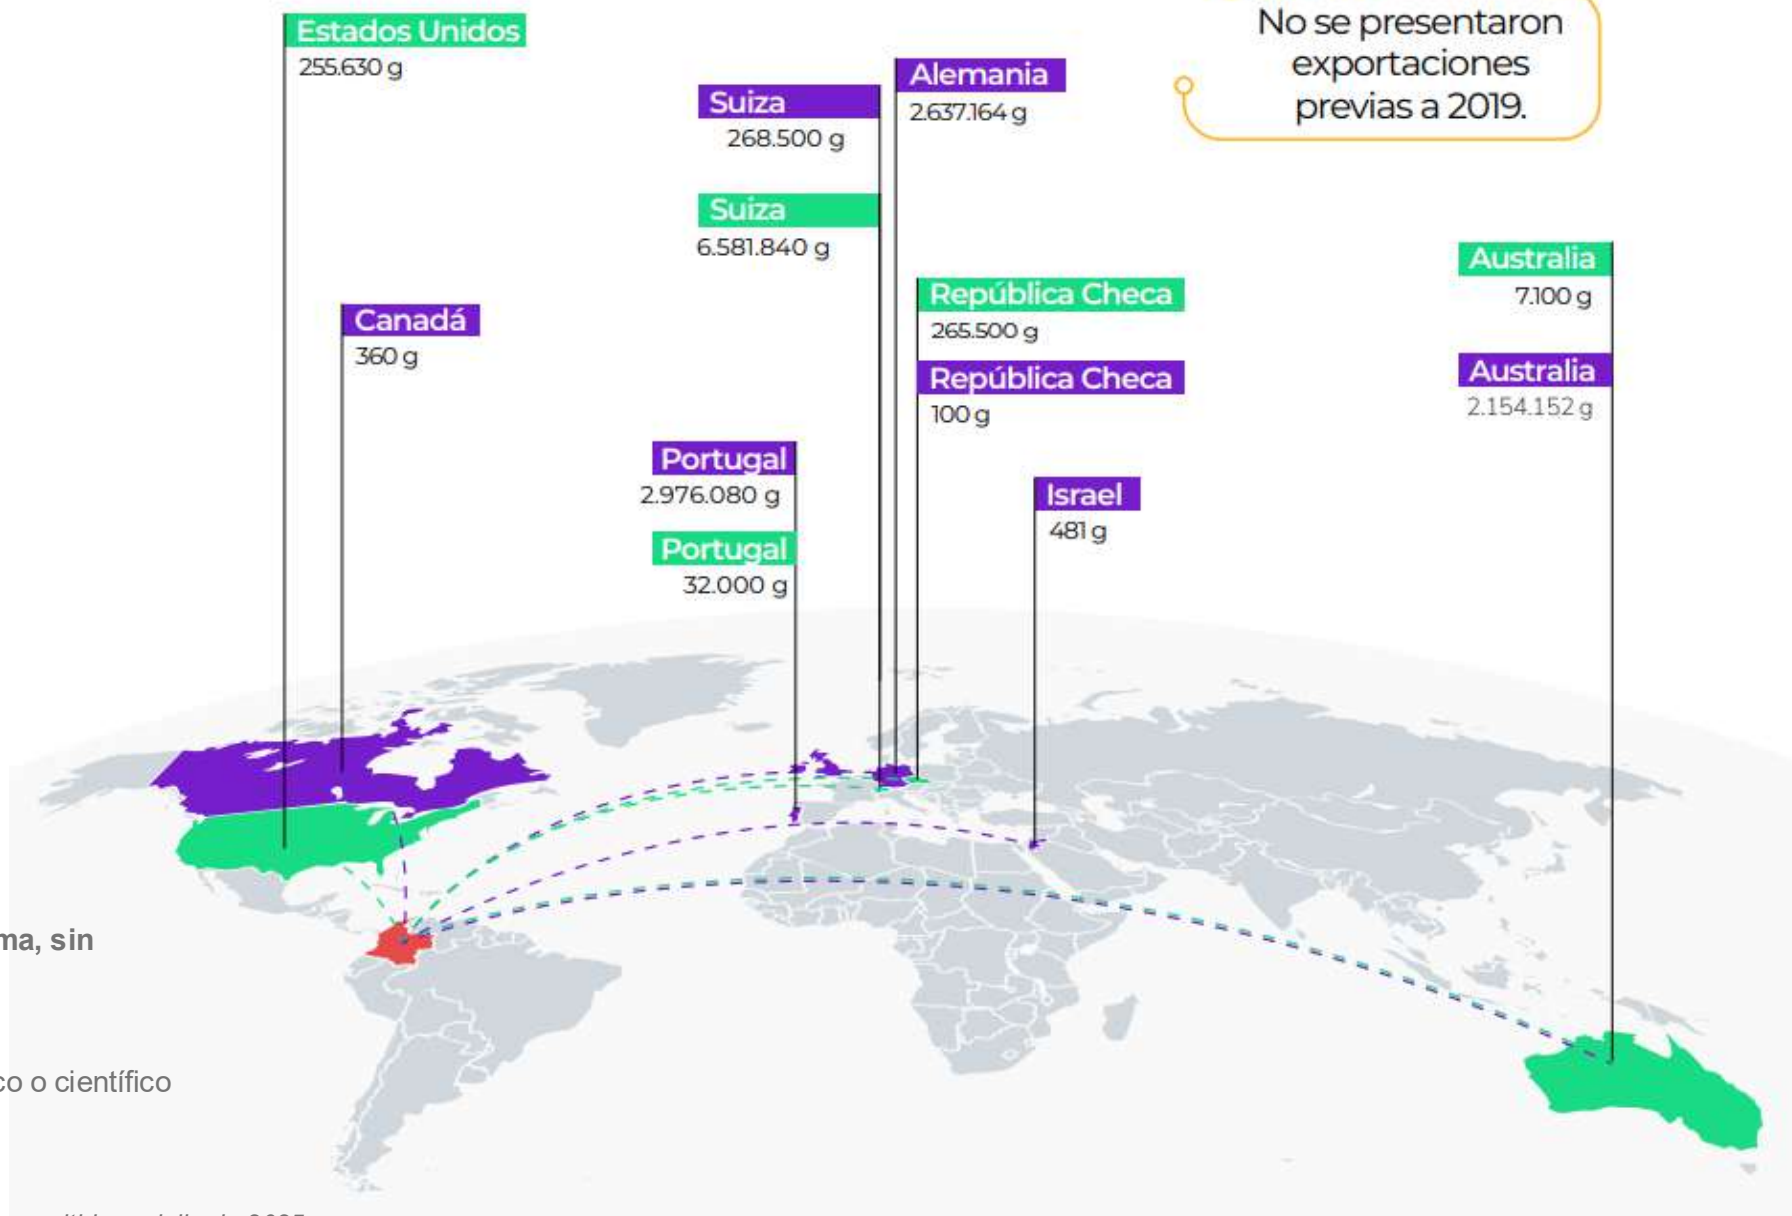 Estados Unidos
255.630 g
No se presentaron
exportaciones
previas a 2019.
Alemania
2.637.164 g
Suiza
268.500 g
Suiza
6.581.840 g
Australia
7.100 g
República Checa
265.500 g
Canadá
360 g
Australia
2.154.152 g
República Checa
100 g
Portugal
2.976.080 g
Israel
481 g
Portugal
32.000 g
sin
o científico